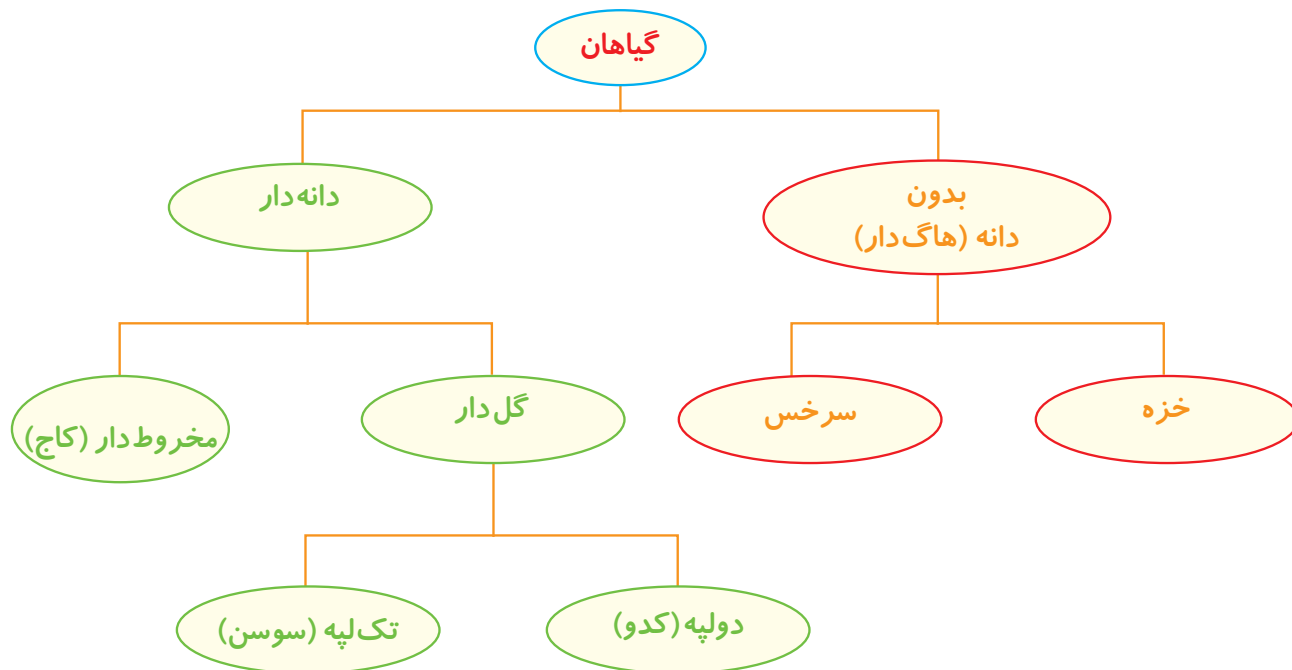 گیاهان
بدون
دانه (هاگ‌دار)
دانه‌دار
خزه
سرخس
گل‌دار
مخروط‌دار (کاج)
دولپه (کدو)
تک‌لپه (سوسن)